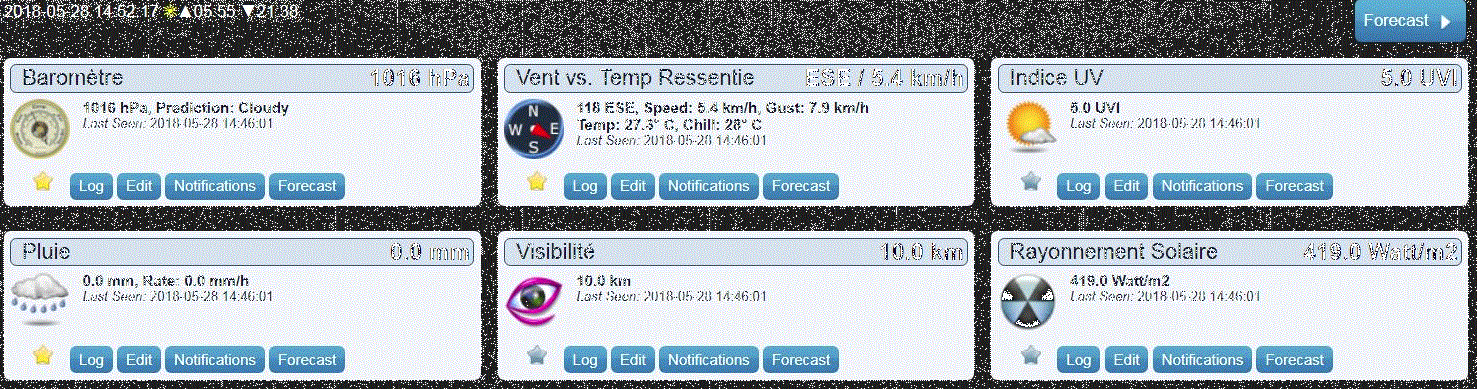 2018-05-28 14:52:17 ☀▲05:55 ▼21:38
Forecast
Baromètre 1016 hPa
1016 hPa, Prediction: Cloudy
Last Seen: 2018-05-28 14:46:01
Log Edit Notifications Forecast
Vent vs. Temp Ressentie ESE / 5.4 km/h
N
W E
S
118 ESE, Speed: 5.4 km/h, Gust: 7.9 km/h
Temp: 27.3° C, Chill: 28° C
Last Seen: 2018-05-28 14:46:01
Log Edit Notifications Forecast
Indice UV 5.0 UVI
5.0 UVI
Last Seen: 2018-05-28 14:46:01
Log Edit Notifications Forecast
Pluie 0.0 mm
0.0 mm, Rate: 0.0 mm/h
Last Seen: 2018-05-28 14:46:01
Log Edit Notifications Forecast
Visibilité 10.0 km
10.0 km
Last Seen: 2018-05-28 14:46:01
Log Edit Notifications Forecast
Rayonnement Solaire 419.0 Watt/m2
419.0 Watt/m2
Last Seen: 2018-05-28 14:46:01
Log Edit Notifications Forecast